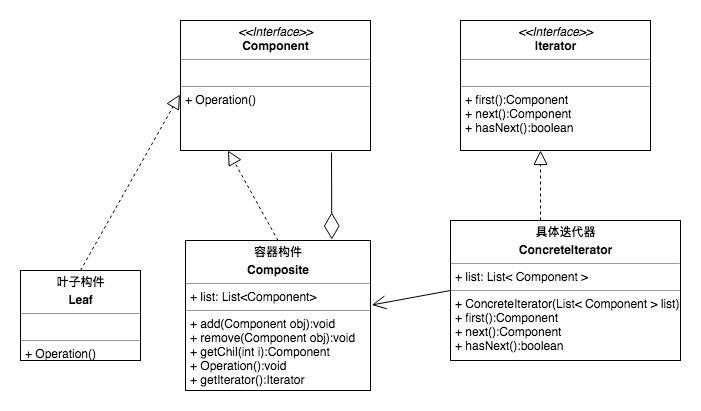 <<Interface>>
Component
+ Operation()
<<Interface>>
Iterator
+ first():Component
+ next():Component
+ hasNext():boolean
叶子构件
Leaf
+ Operation()
容器构件
Composite
+ list: List<Component>
+ add(Component obj):void
+ remove(Component obj):void
+ getChil(int i):Component
+ Operation():void
+ getIterator():Iterator
具体迭代器
ConcreteIterator
+ list: List< Component >
+ ConcreteIterator(List< Component > list)
+ first():Component
+ next():Component
+ hasNext():boolean